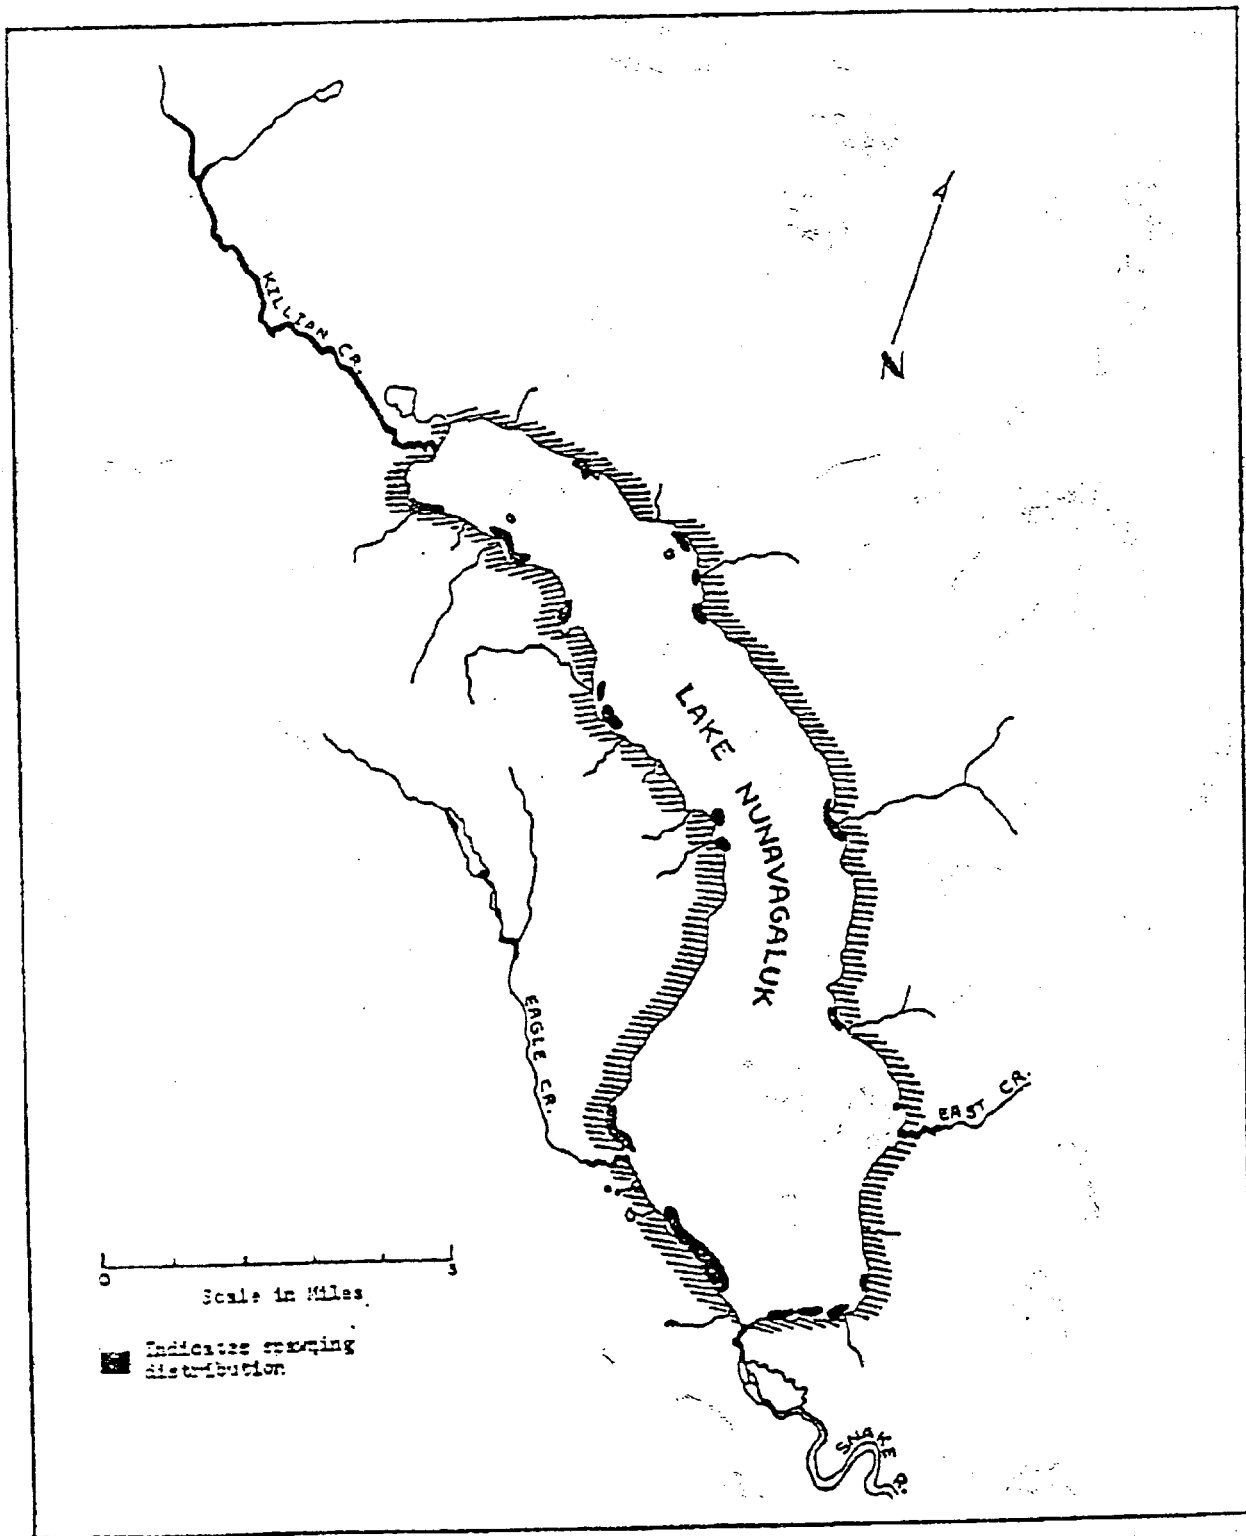 KILLIAN CR.
N
LAKE NUNAVAGALUK
EAGLE CR.
EAST CR.
0 5
Scale in Miles
Indicates spawning
distribution
SNAKE R.